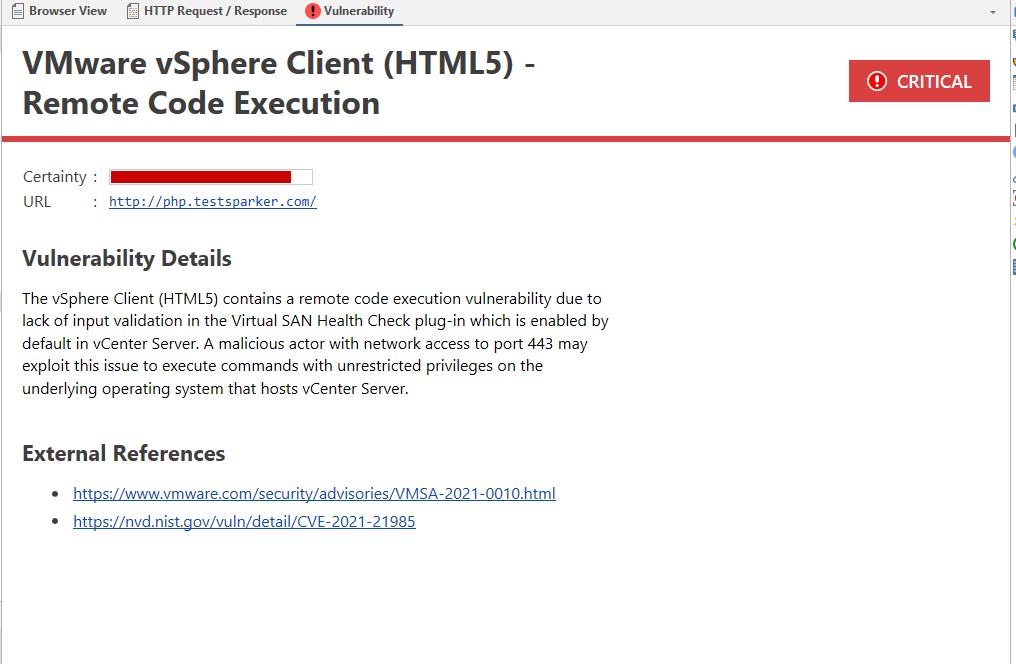 Browser View HTTP Request / Response Vulnerability
VMware vSphere Client (HTML5) -
Remote Code Execution
CRITICAL
Certainty :
URL : http://php.testsparker.com/
Vulnerability Details
The vSphere Client (HTML5) contains a remote code execution vulnerability due to
lack of input validation in the Virtual SAN Health Check plug-in which is enabled by
default in vCenter Server. A malicious actor with network access to port 443 may
exploit this issue to execute commands with unrestricted privileges on the
underlying operating system that hosts vCenter Server.
External References
• https://www.vmware.com/security/advisories/VMSA-2021-0010.html
• https://nvd.nist.gov/vuln/detail/CVE-2021-21985